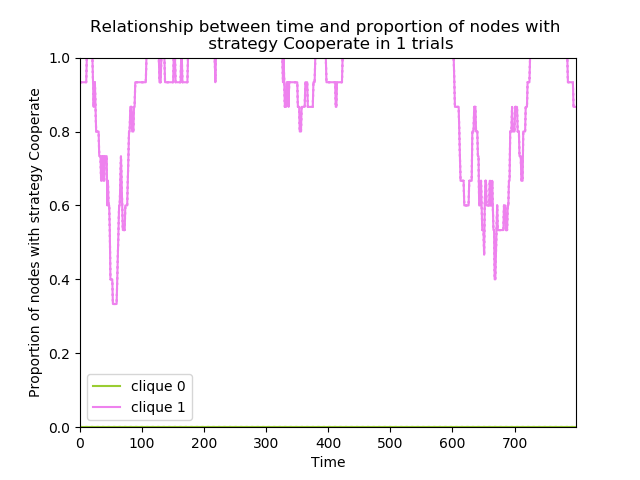 Relationship between time and proportion of nodes with
strategy Cooperate in 1 trials
Proportion of nodes with strategy Cooperate
1.0
0.8
0.6
0.4
0.2
0.0
clique 0
clique 1
0 100 200 300 400 500 600 700
Time